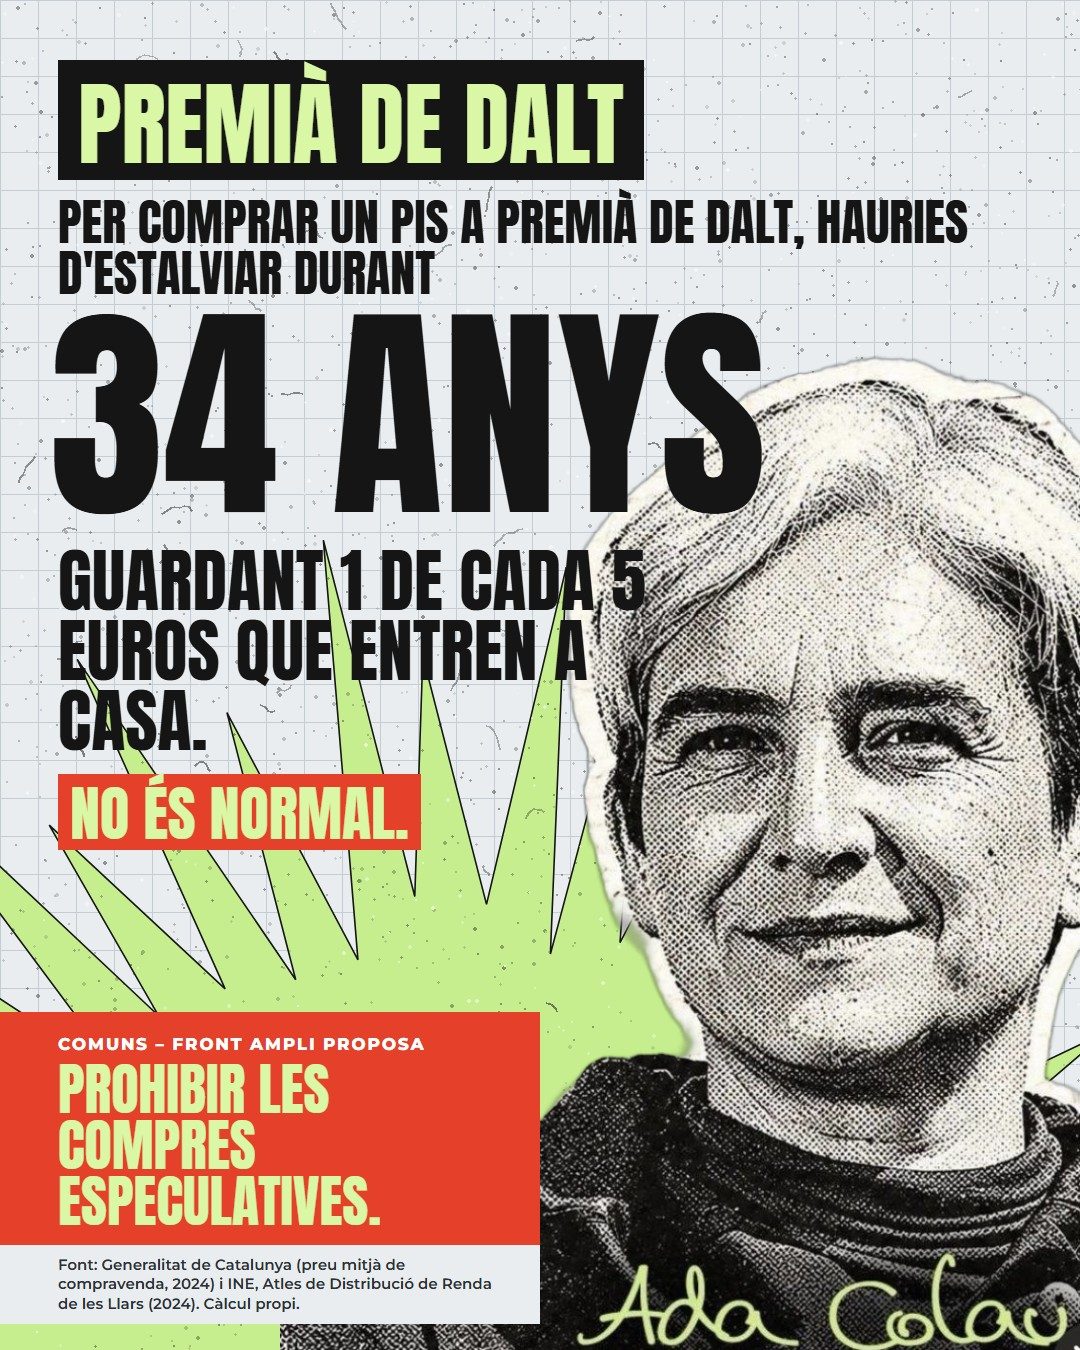 PREMIÀ DE DALT
PER COMPRAR UN PIS A PREMIÀ DE DALT, HAURIES
D'ESTALVIAR DURANT
34 ANYS
GUARDANT 1 DE CADA 5
EUROS QUE ENTREN A
CASA.
NO ÉS NORMAL.
COMUNS – FRONT AMPLI PROPOSA
PROHIBIR LES
COMPRES
ESPECULATIVES.
Font: Generalitat de Catalunya (preu mitjà de
compravenda, 2024) i INE, Atles de Distribució de Renda
de les Llars (2024). Càlcul propi.
Ada Colau